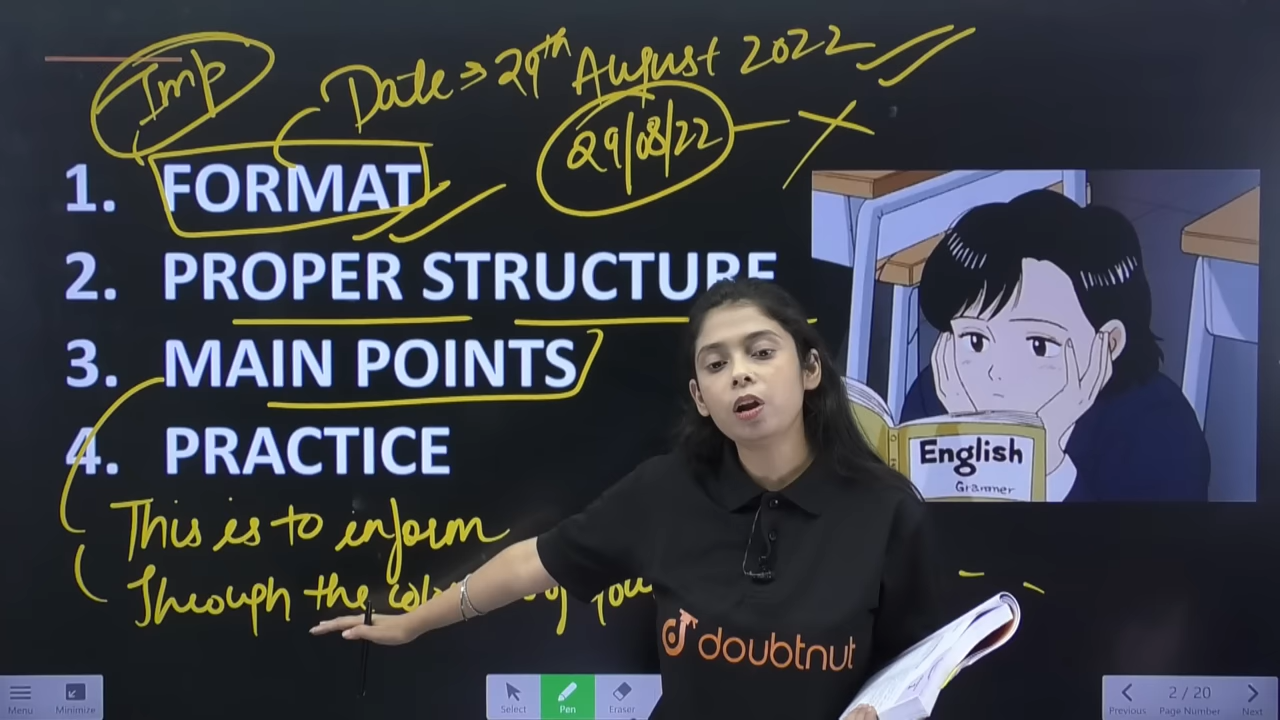 Imp
Date → 29th August 2022
29/08/22
1. FORMAT
2. PROPER STRUCTURE
3. MAIN POINTS
4. PRACTICE
This is to inform
Through the of you
English
Grammer
doubtnut
Menu
Minimize
Select
Pen
Eraser
Previous
2 / 20
Page Number
Next